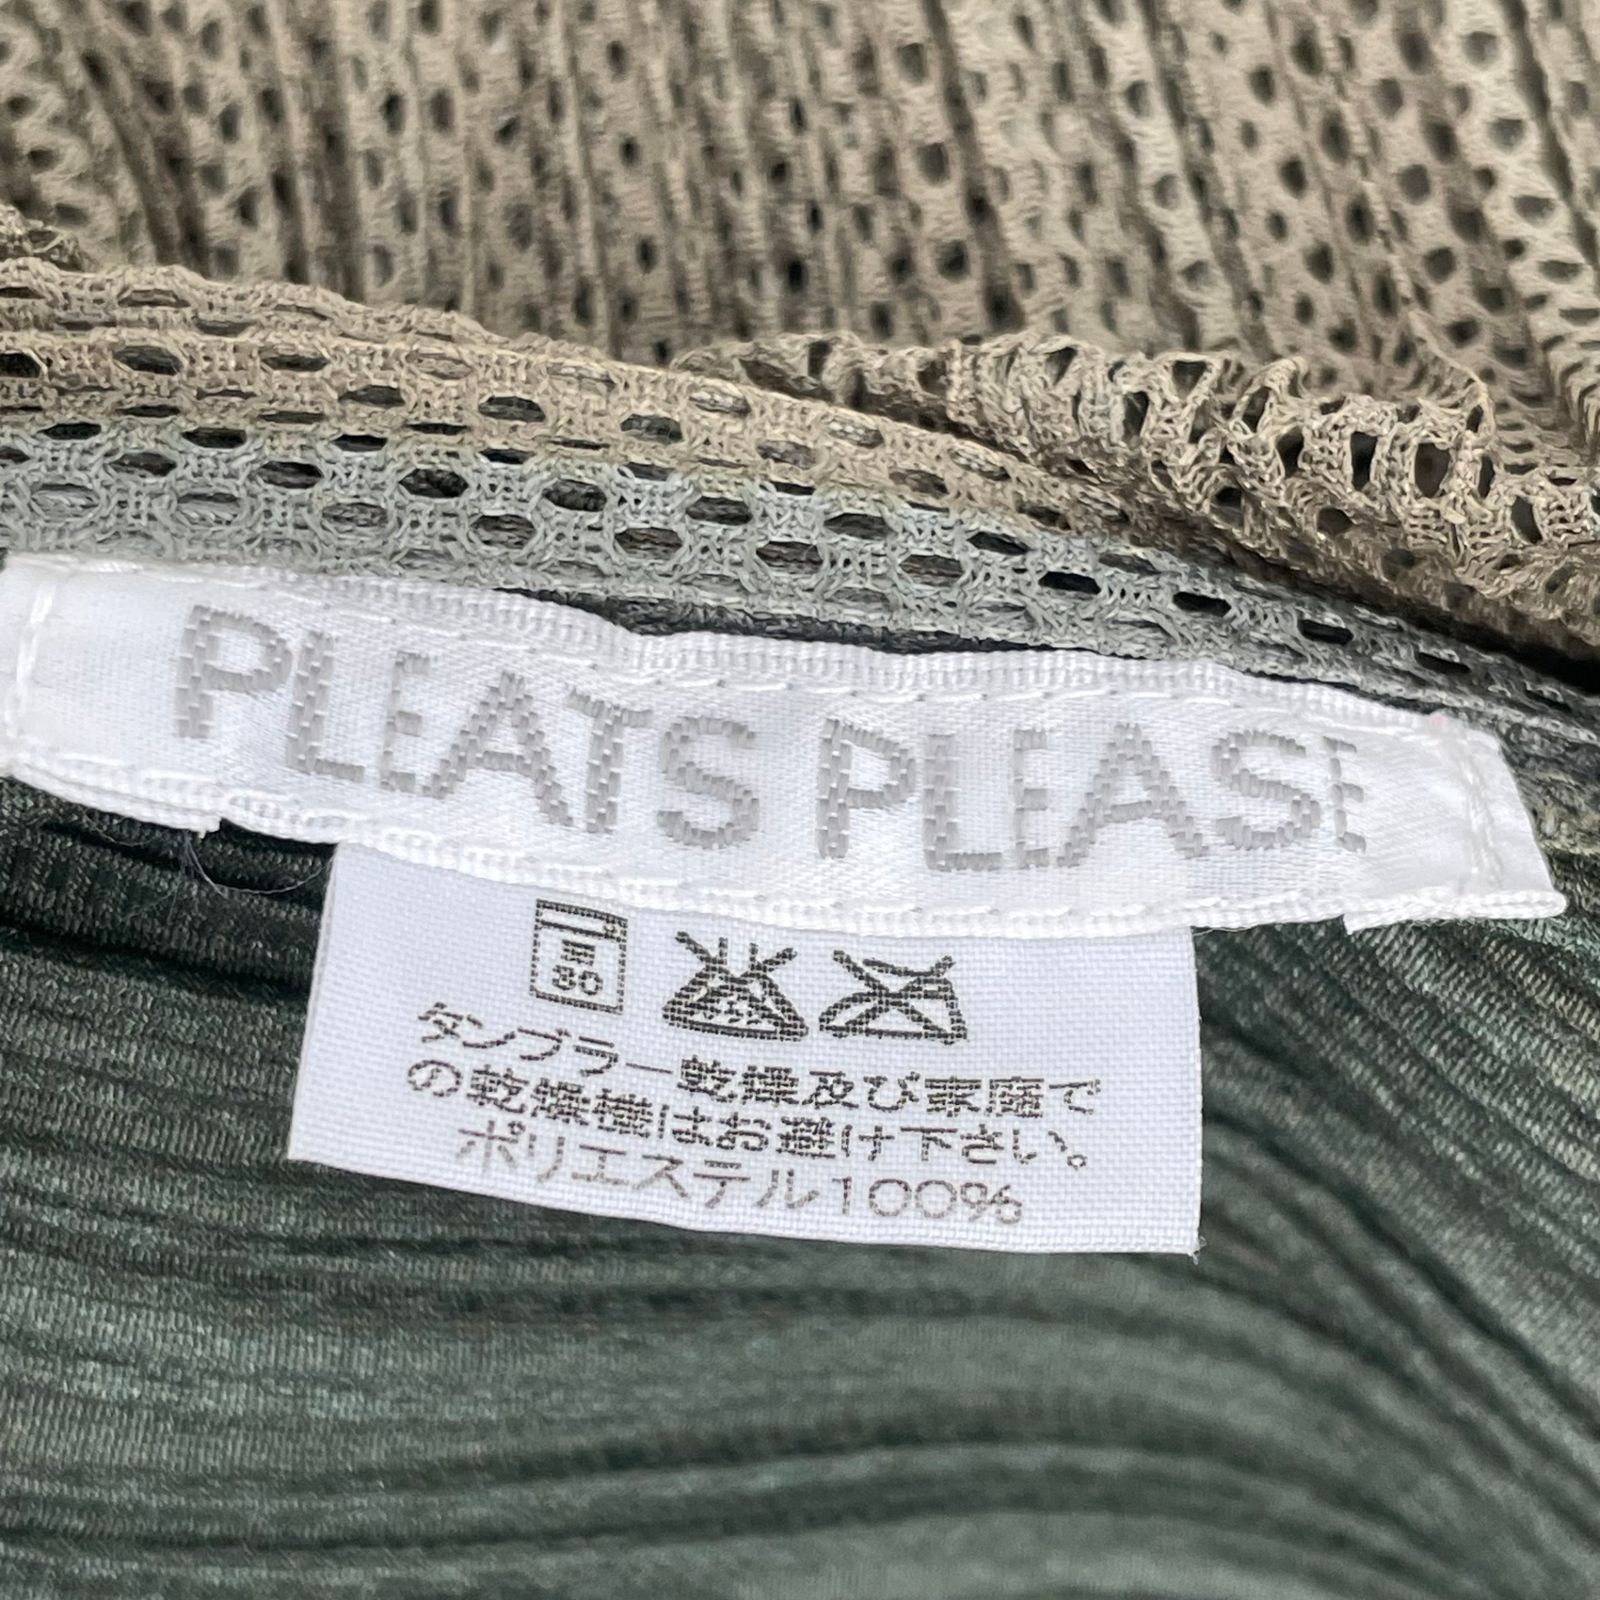 PLEATS PLEASE
80
タンブラー乾燥及び家庭で
の乾燥機はお避け下さい。
ポリエステル100%